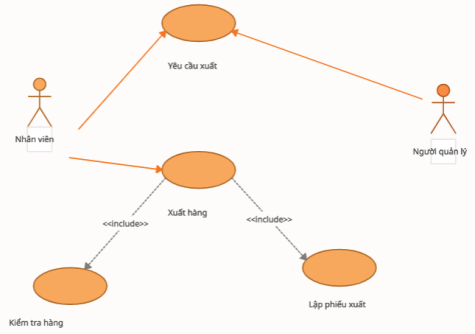 Yêu cầu xuất
Nhân viên
Người quản lý
Xuất hàng
<<include>>
<<include>>
Kiểm tra hàng
Lập phiếu xuất